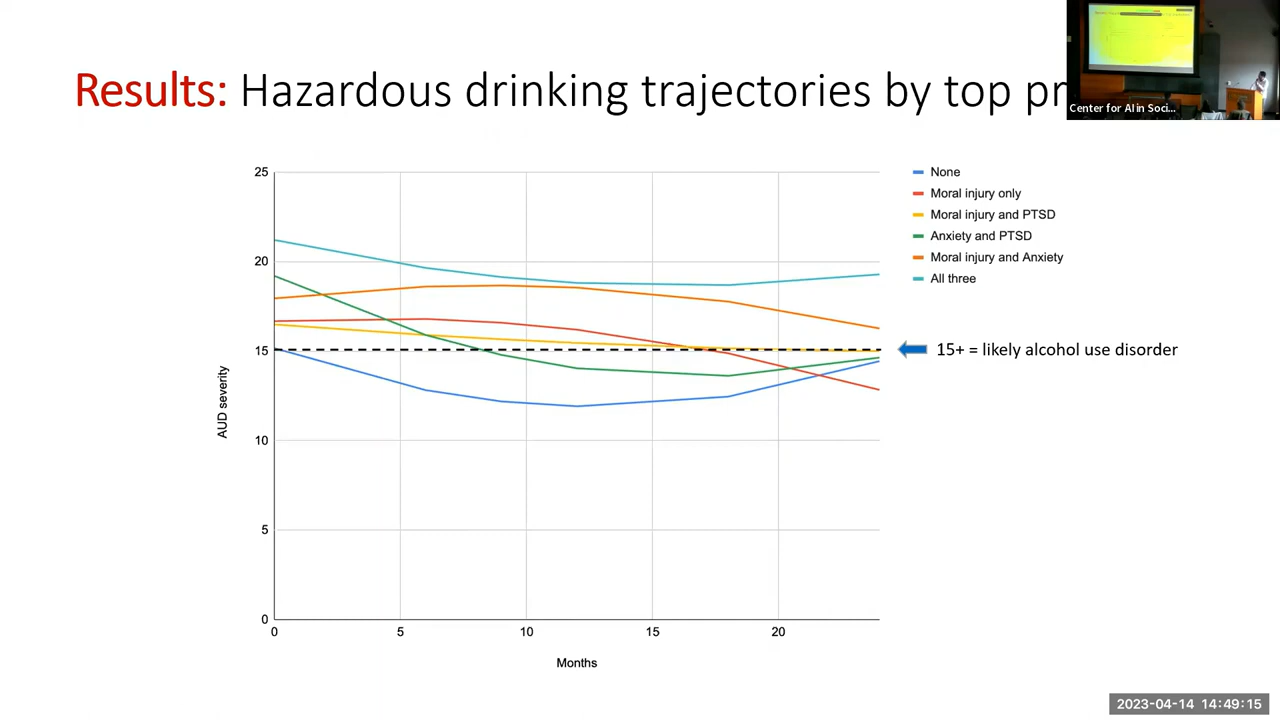 Results: Hazardous drinking trajectories by top pr
Center for AI in Soci...
25
20
15
10
5
0
AUD severity
0 5 10 15 20
Months
None
Moral injury only
Moral injury and PTSD
Anxiety and PTSD
Moral injury and Anxiety
All three
15+ = likely alcohol use disorder
2023-04-14 14:49:15